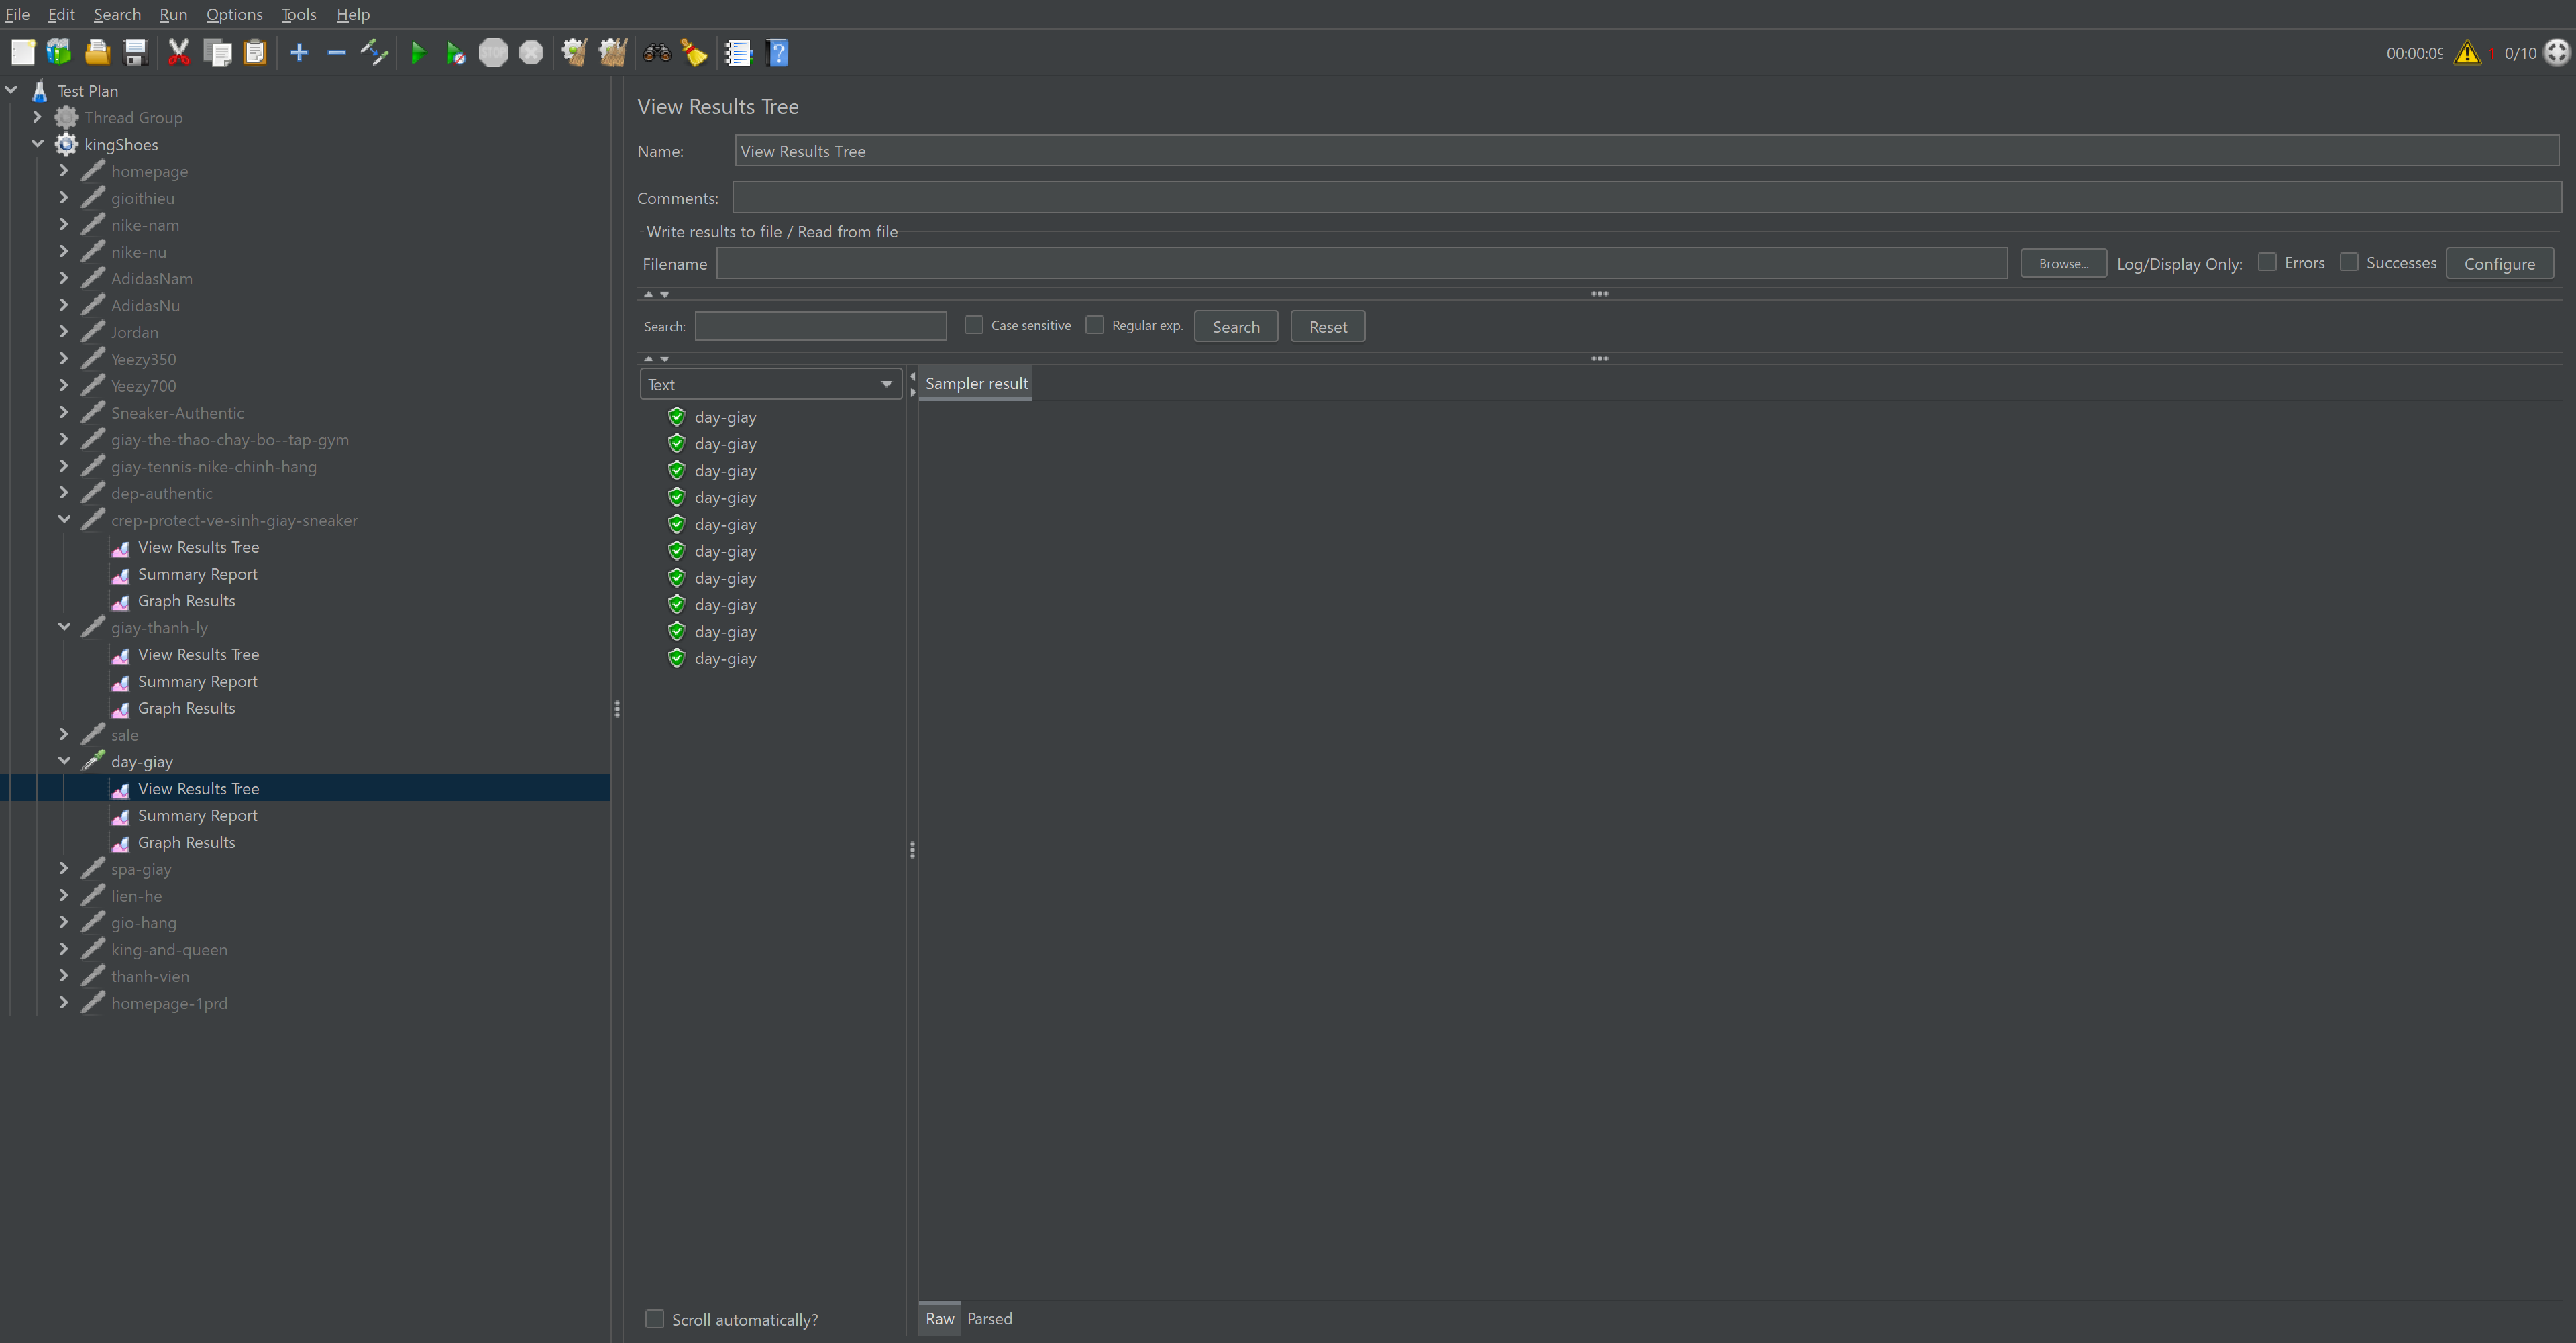 File Edit Search Run Options Tools Help
00:00:09 1 0/10
Test Plan
Thread Group
kingShoes
homepage
gioithieu
nike-nam
nike-nu
AdidasNam
AdidasNu
Jordan
Yeezy350
Yeezy700
Sneaker-Authentic
giay-the-thao-chay-bo--tap-gym
giay-tennis-nike-chinh-hang
dep-authentic
crep-protect-ve-sinh-giay-sneaker
View Results Tree
Summary Report
Graph Results
giay-thanh-ly
View Results Tree
Summary Report
Graph Results
sale
day-giay
View Results Tree
Summary Report
Graph Results
spa-giay
lien-he
gio-hang
king-and-queen
thanh-vien
homepage-1prd
View Results Tree
Name: View Results Tree
Comments:
Write results to file / Read from file
Filename Browse... Log/Display Only: Errors Successes Configure
Search: Case sensitive Regular exp. Search Reset
Text
Sampler result
day-giay
day-giay
day-giay
day-giay
day-giay
day-giay
day-giay
day-giay
day-giay
day-giay
Scroll automatically?
Raw Parsed